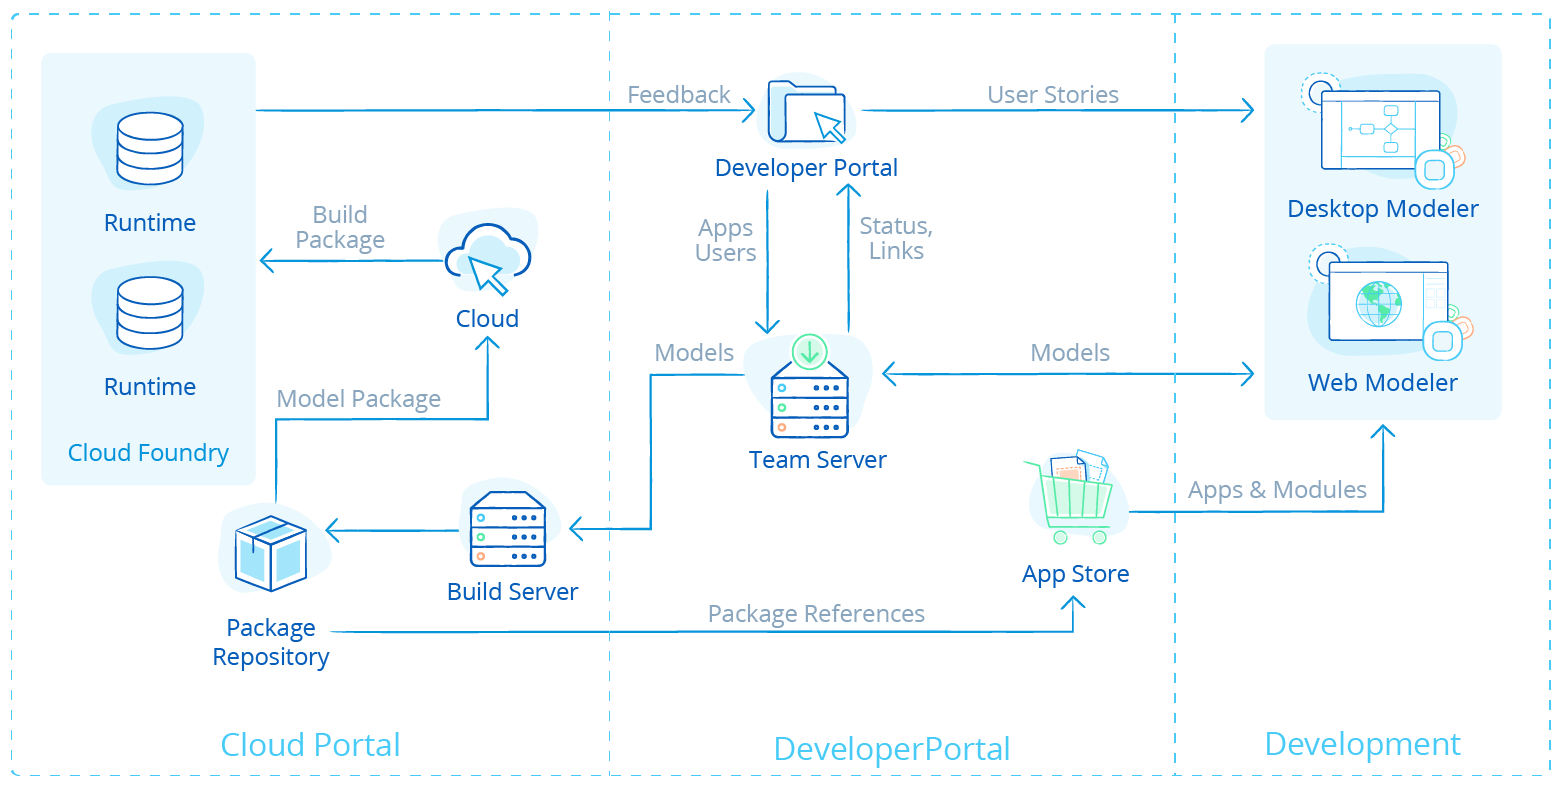 Feedback
User Stories
Developer Portal
Runtime
Desktop Modeler
Build
Package
Apps
Users
Status,
Links
Cloud
Runtime
Models
Models
Web Modeler
Model Package
Cloud Foundry
Team Server
Apps & Modules
Build Server
App Store
Package References
Package
Repository
Cloud Portal
DeveloperPortal
Development